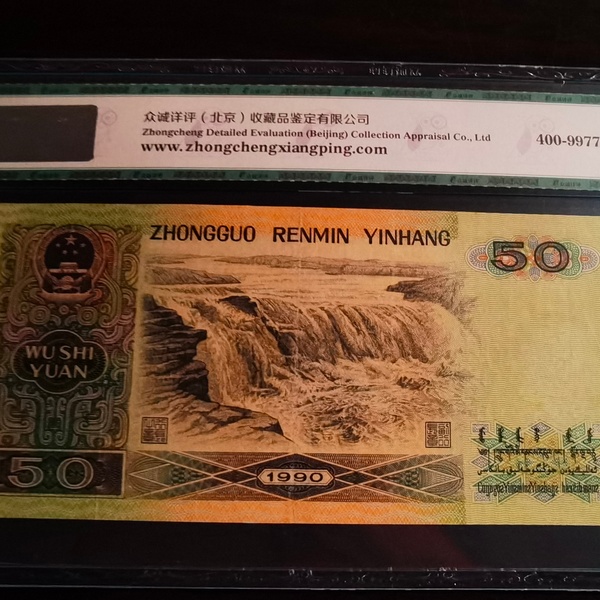 众诚详评（北京）收藏品鉴定有限公司
Zhongcheng Detailed Evaluation (Beijing) Collection Appraisal Co., Ltd
www.zhongchengxiangping.com
400-9977
ZHONGGUO RENMIN YINHANG
50
WU SHI
YUAN
50
1990